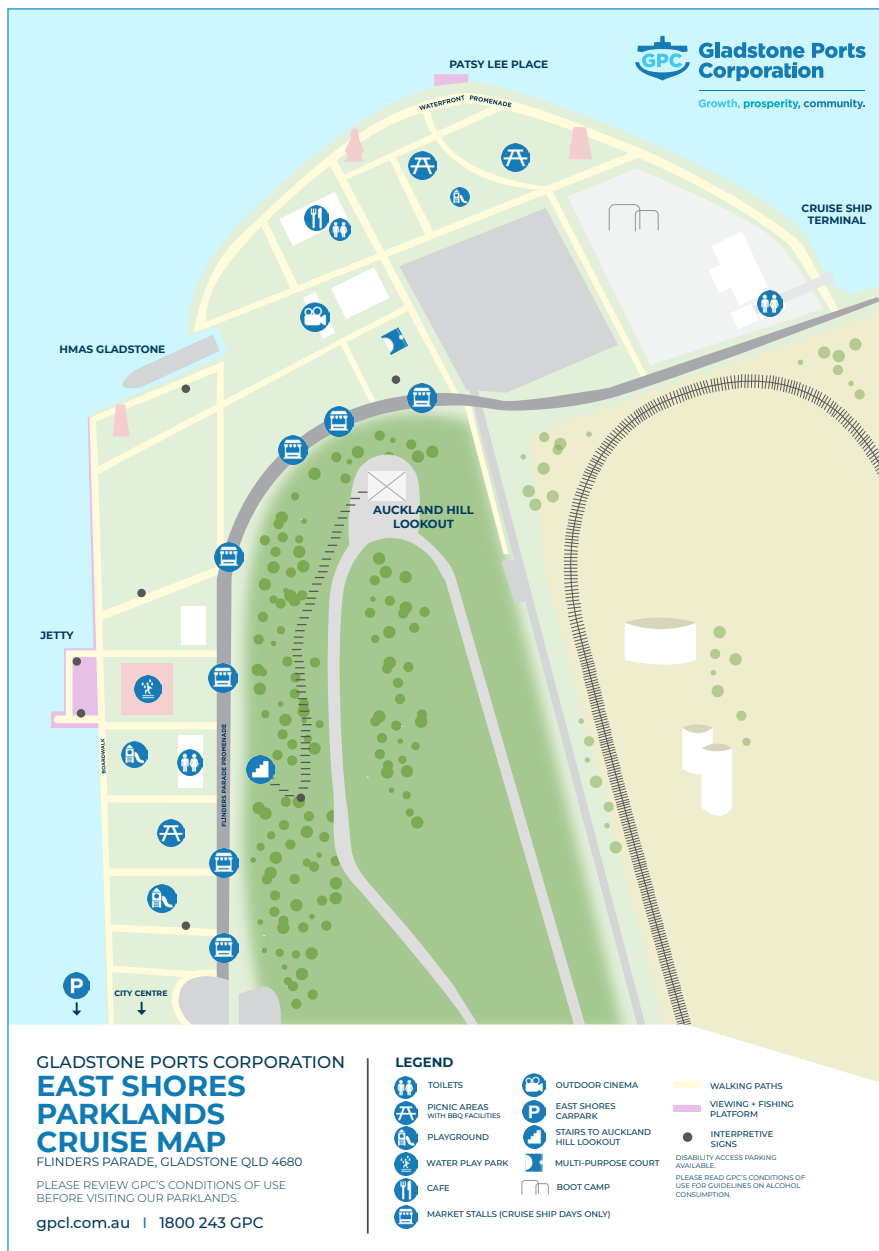 PATSY LEE PLACE
GPC
Gladstone Ports
Corporation
Growth, prosperity, community.
WATERFRONT PROMENADE
CRUISE SHIP
TERMINAL
HMAS GLADSTONE
AUCKLAND HILL
LOOKOUT
JETTY
BOARDWALK
FLINDERS PARADE PROMENADE
P
CITY CENTRE
GLADSTONE PORTS CORPORATION
EAST SHORES
PARKLANDS
CRUISE MAP
FLINDERS PARADE, GLADSTONE QLD 4680
PLEASE REVIEW GPC'S CONDITIONS OF USE
BEFORE VISITING OUR PARKLANDS.
gpcl.com.au I 1800 243 GPC
LEGEND
TOILETS
PICNIC AREAS
WITH BBQ FACILITIES
PLAYGROUND
WATER PLAY PARK
CAFE
MARKET STALLS (CRUISE SHIP DAYS ONLY)
OUTDOOR CINEMA
P
EAST SHORES
CARPARK
STAIRS TO AUCKLAND
HILL LOOKOUT
MULTI-PURPOSE COURT
BOOT CAMP
WALKING PATHS
VIEWING + FISHING
PLATFORM
INTERPRETIVE
SIGNS
DISABILITY ACCESS PARKING
AVAILABLE.
PLEASE READ GPC'S CONDITIONS OF
USE FOR GUIDELINES ON ALCOHOL
CONSUMPTION.